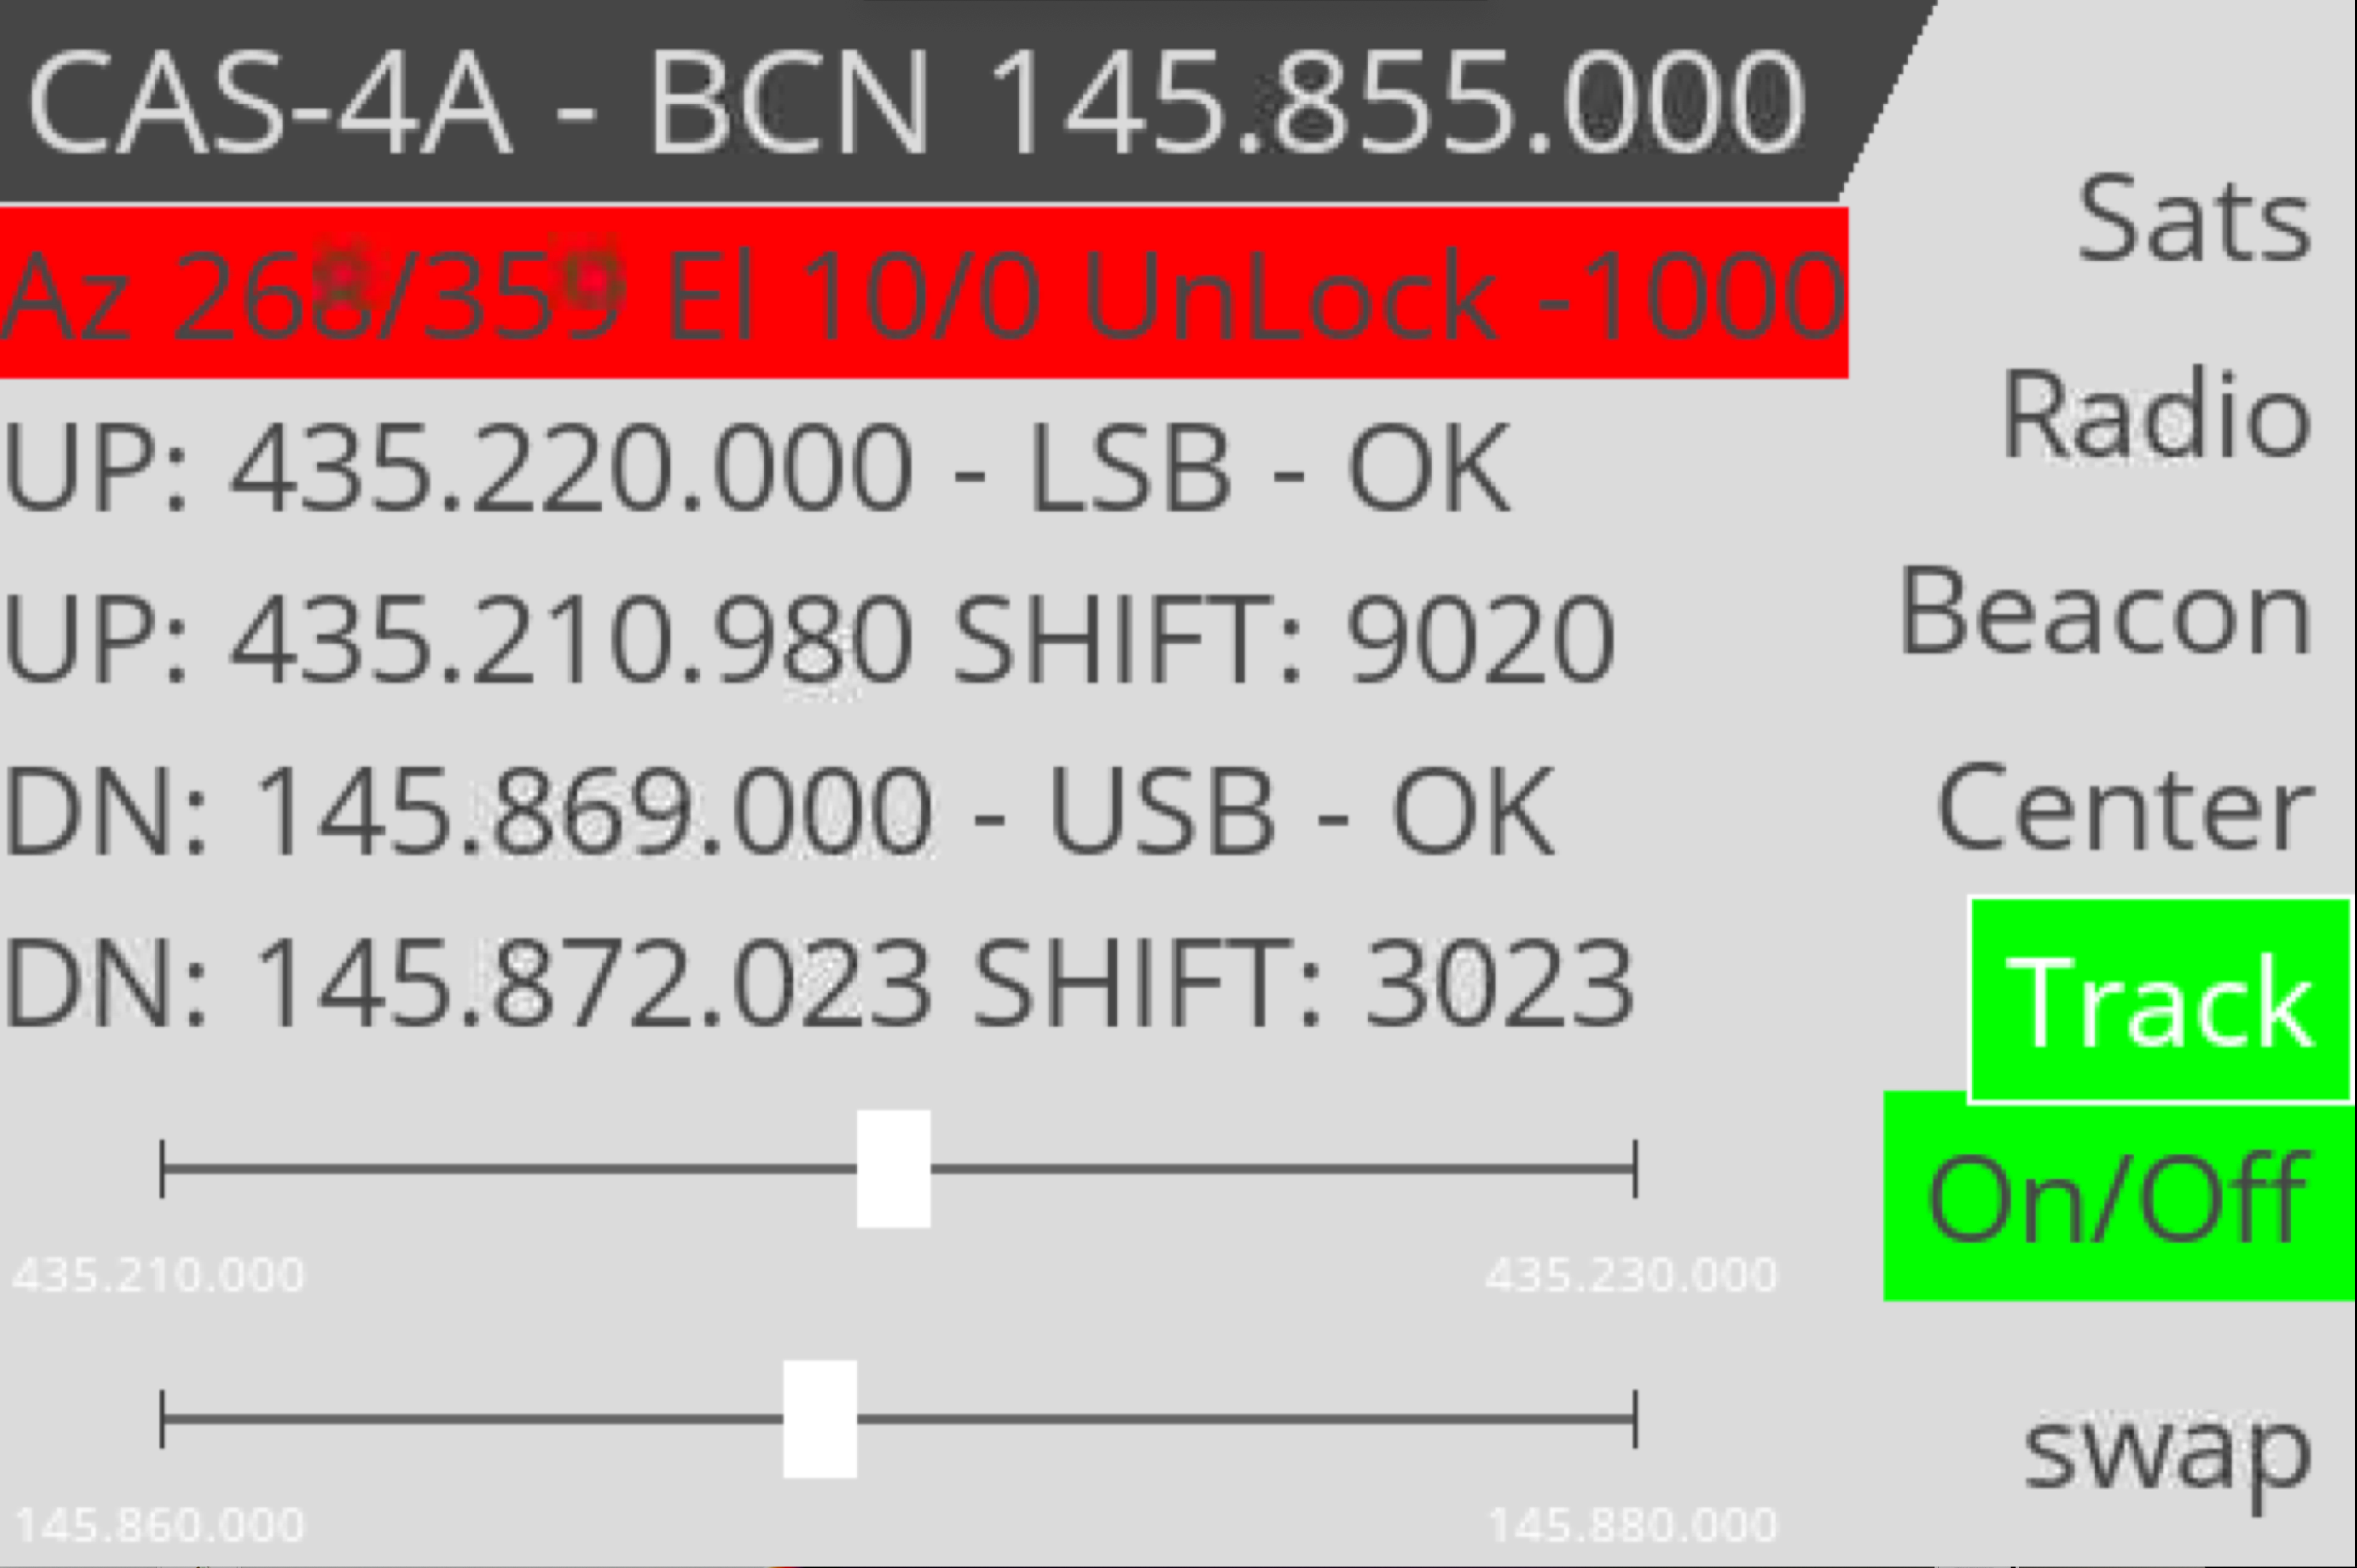 CAS-4A - BCN 145.855.000
Az 268/359 El 10/0 UnLock -1000
UP: 435.220.000 - LSB - OK
UP: 435.210.980 SHIFT: 9020
DN: 145.869.000 - USB - OK
DN: 145.872.023 SHIFT: 3023
435.210.000 435.230.000
145.860.000 145.880.000
Sats
Radio
Beacon
Center
Track
On/Off
swap